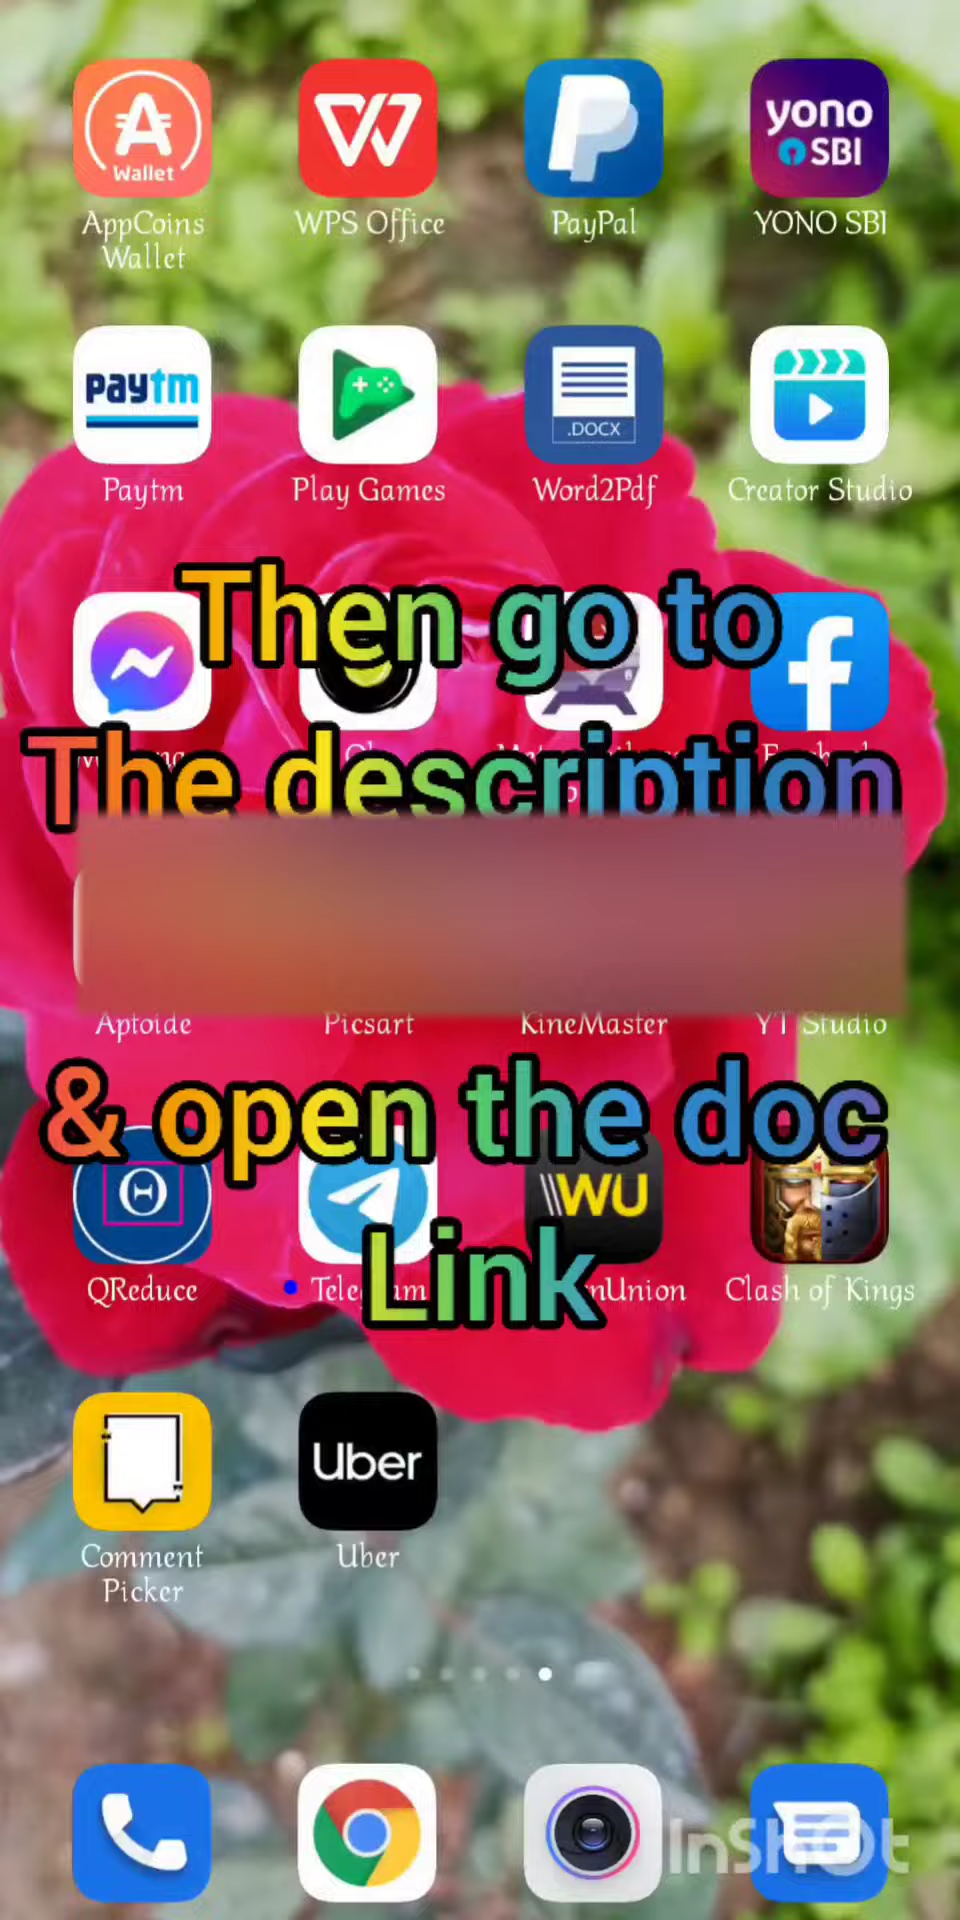 Wallet
yono
SBI
AppCoins
Wallet
WPS Office
PayPal
YONO SBI
paytm
.DOCX
Paytm
Play Games
Word2Pdf
Creator Studio
Then go to
The description
Aptoide
Picsart
KineMaster
YT Studio
& open the doc
WU
Link
QReduce
Clash of Kings
Uber
Comment
Picker
Uber
InShOt